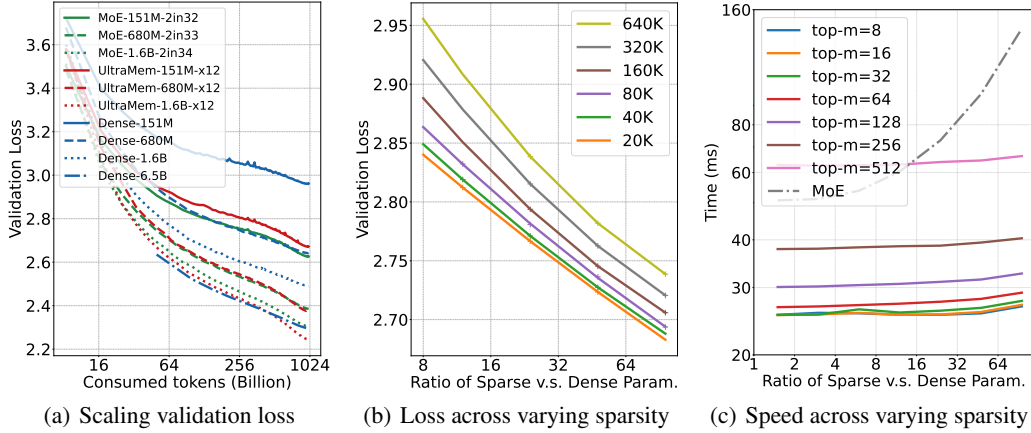 Validation Loss
3.6
3.4
3.2
3.0
2.8
2.6
2.4
2.2
MoE-151M-2in32
MoE-680M-2in33
MoE-1.6B-2in34
UltraMem-151M-x12
UltraMem-680M-x12
UltraMem-1.6B-x12
Dense-151M
Dense-680M
Dense-1.6B
Dense-6.5B
16 64 256 1024
Consumed tokens (Billion)
(a) Scaling validation loss
Validation Loss
2.95
2.90
2.85
2.80
2.75
2.70
640K
320K
160K
80K
40K
20K
8 16 32 64
Ratio of Sparse v.s. Dense Param.
(b) Loss across varying sparsity
Time (ms)
160
80
60
40
30
20
top-m=8
top-m=16
top-m=32
top-m=64
top-m=128
top-m=256
top-m=512
MoE
1 2 4 8 16 32 64
Ratio of Sparse v.s. Dense Param.
(c) Speed across varying sparsity